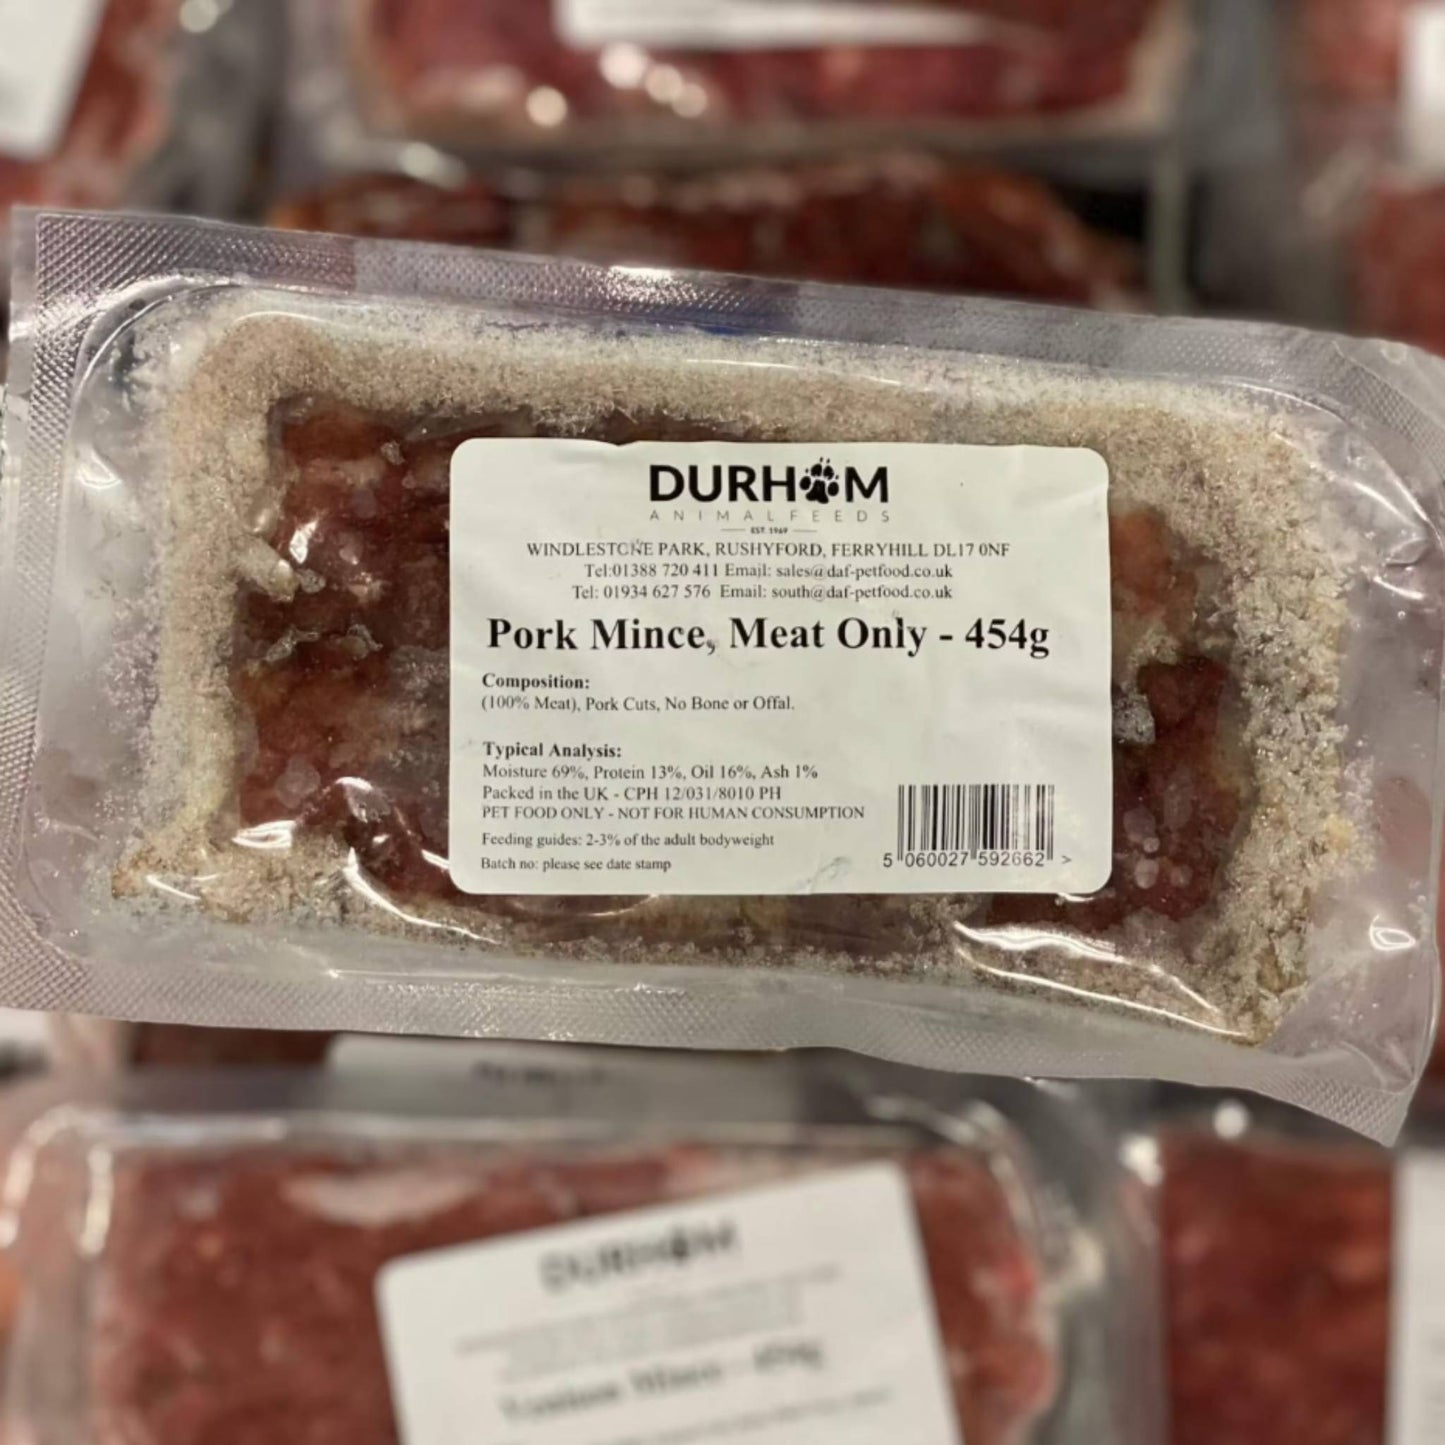 DURHAM
ANIMAL FEEDS
EST. 1969
WINDLESTONE PARK, RUSHYFORD, FERRYHILL DL17 0NF
Tel:01388 720 411 Email: sales@daf-petfood.co.uk
Tel: 01934 627 576 Email: south@daf-petfood.co.uk
Pork Mince, Meat Only - 454g
Composition:
(100% Meat), Pork Cuts, No Bone or Offal.
Typical Analysis:
Moisture 69%, Protein 13%, Oil 16%, Ash 1%
Packed in the UK - CPH 12/031/8010 PH
PET FOOD ONLY - NOT FOR HUMAN CONSUMPTION
Feeding guides: 2-3% of the adult bodyweight
Batch no: please see date stamp
5 060027 592662 >
DURHAM
Mince - 454g